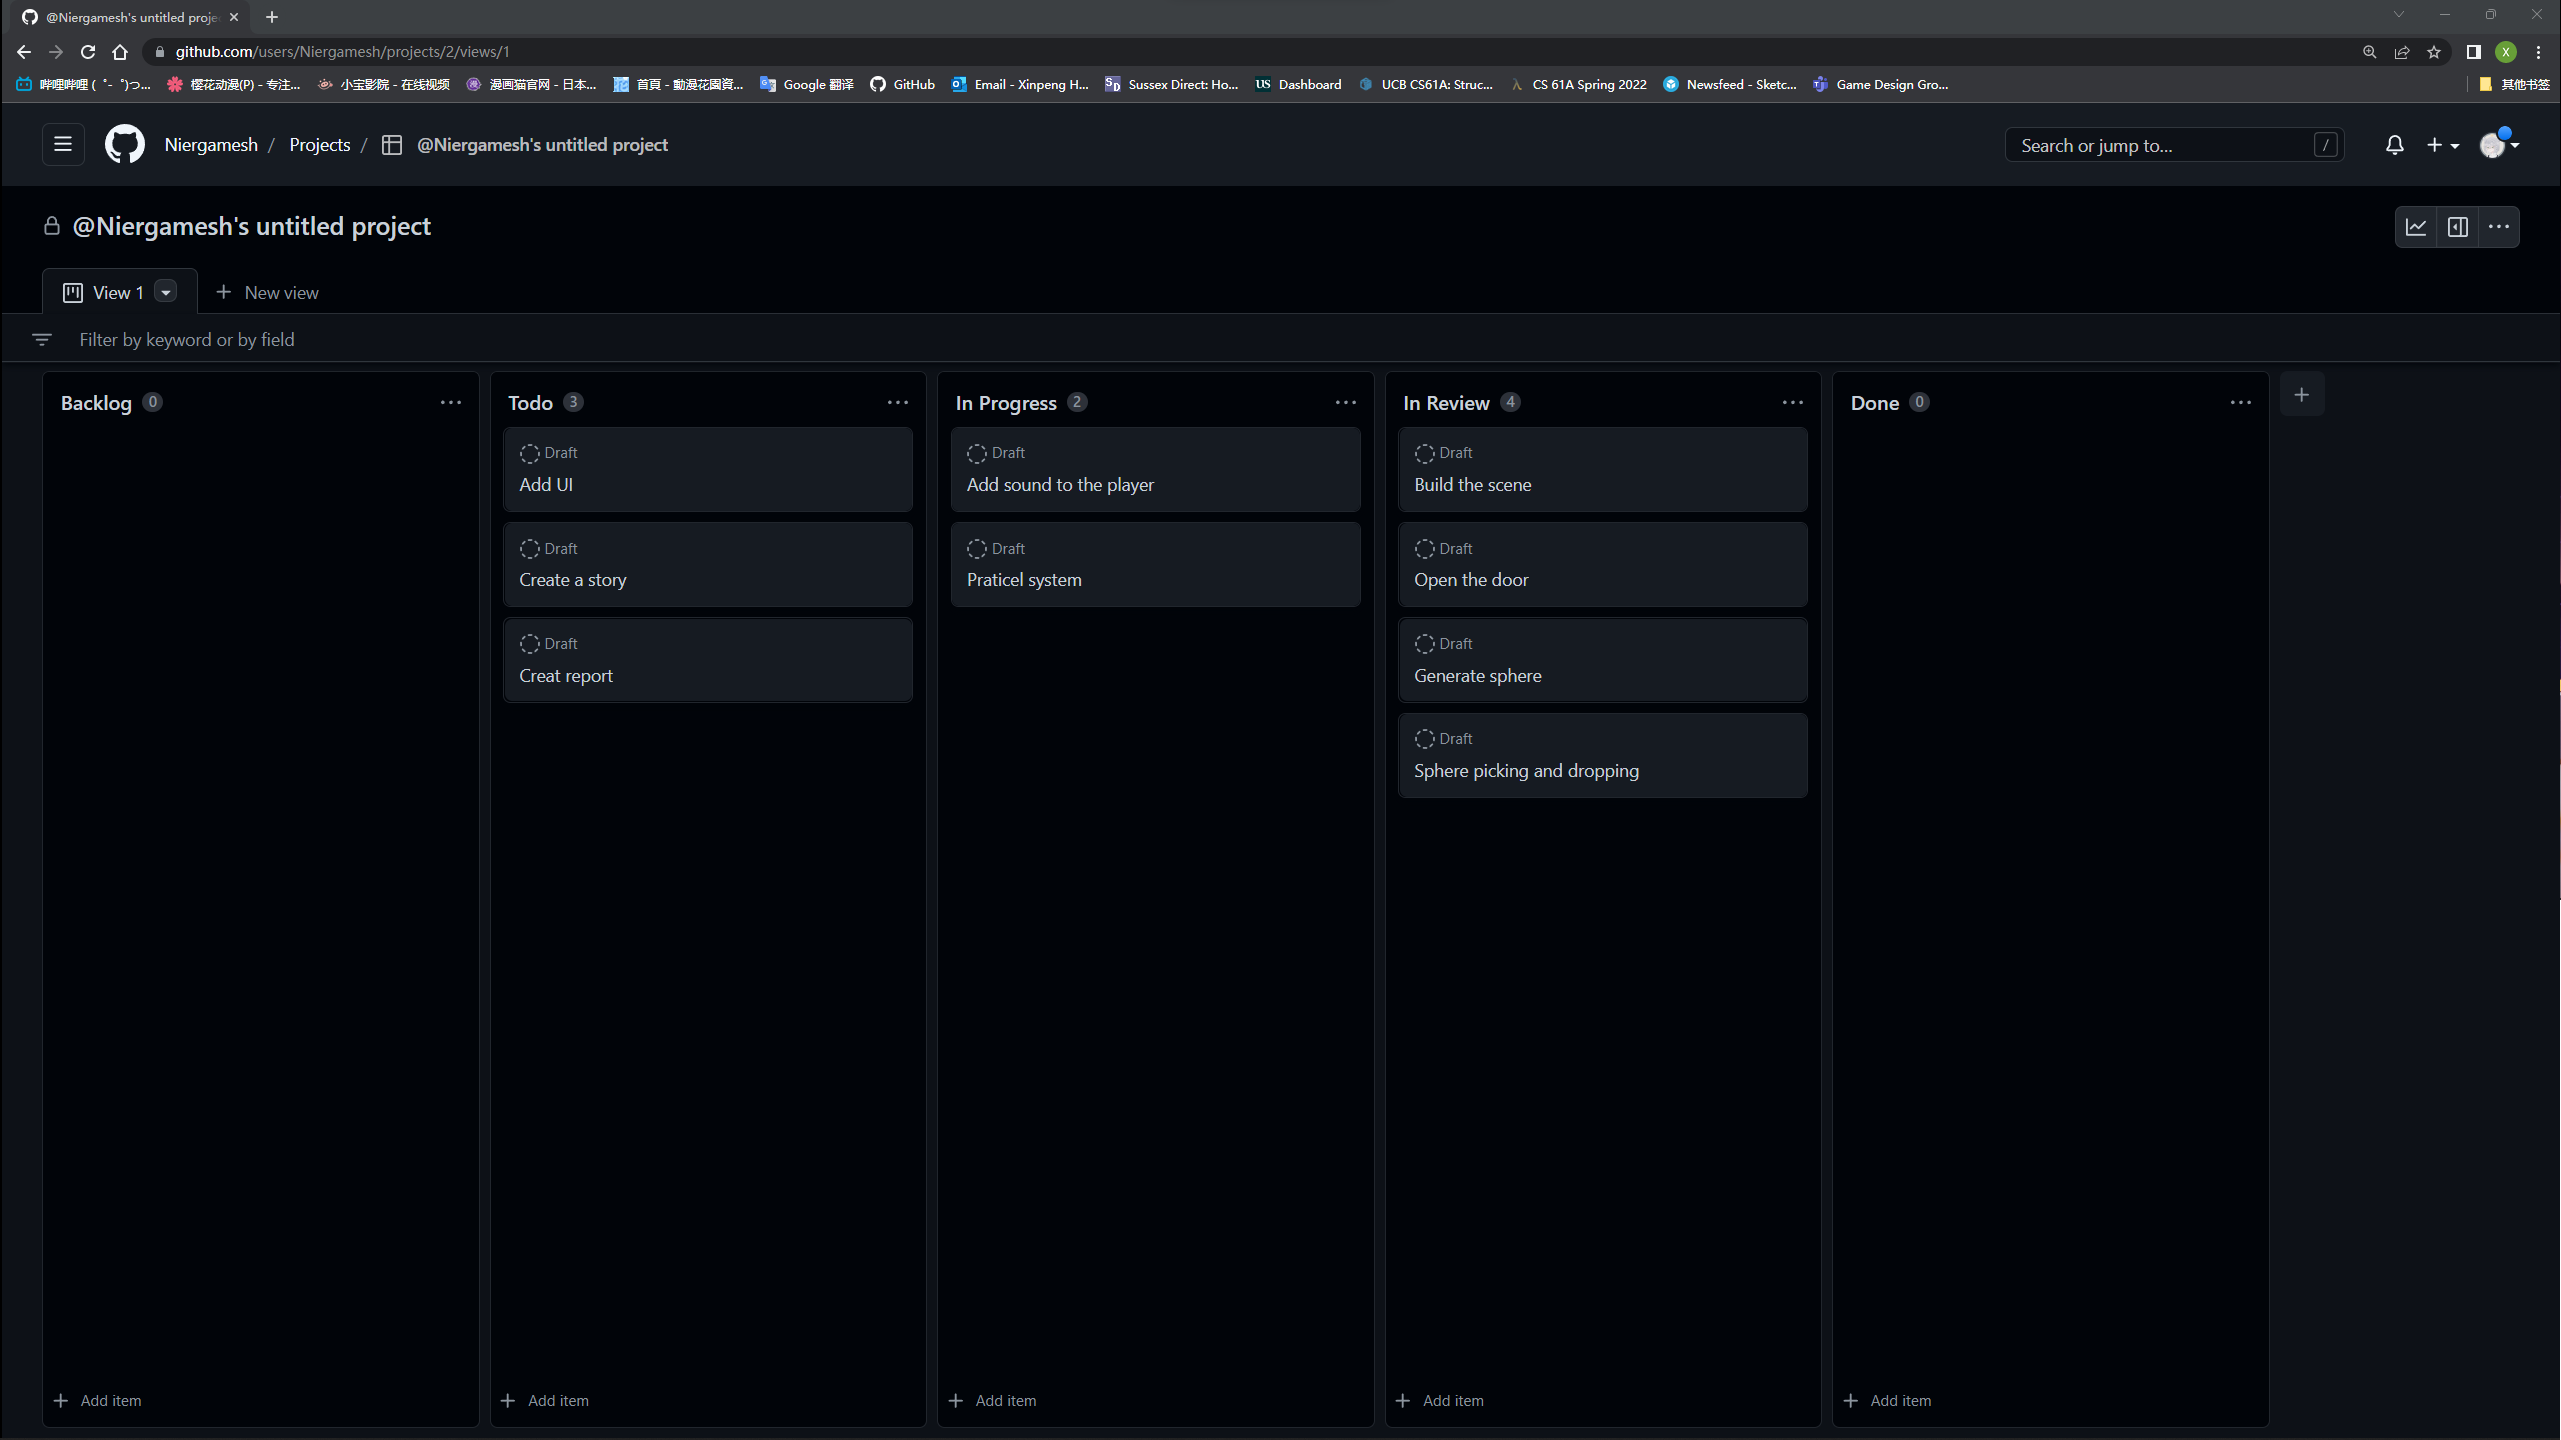 @Niergamesh's untitled proje
github.com/users/Niergamesh/projects/2/views/1
哔哩哔哩 ( ゜- ゜)つ... 樱花动漫(P) - 专注... 小宝影院 - 在线视频 漫画猫官网 - 日本... 首頁 - 動漫花園資... Google 翻译 GitHub Email - Xinpeng H... Sussex Direct: Ho... US Dashboard UCB CS61A: Struc... CS 61A Spring 2022 Newsfeed - Sketc... Game Design Gro... 其他书签
Niergamesh / Projects / @Niergamesh's untitled project
Search or jump to... /
@Niergamesh's untitled project
View 1
New view
Filter by keyword or by field
Backlog 0
Add item
Todo 3
Draft
Add UI
Draft
Create a story
Draft
Creat report
Add item
In Progress 2
Draft
Add sound to the player
Draft
Praticel system
Add item
In Review 4
Draft
Build the scene
Draft
Open the door
Draft
Generate sphere
Draft
Sphere picking and dropping
Add item
Done 0
Add item